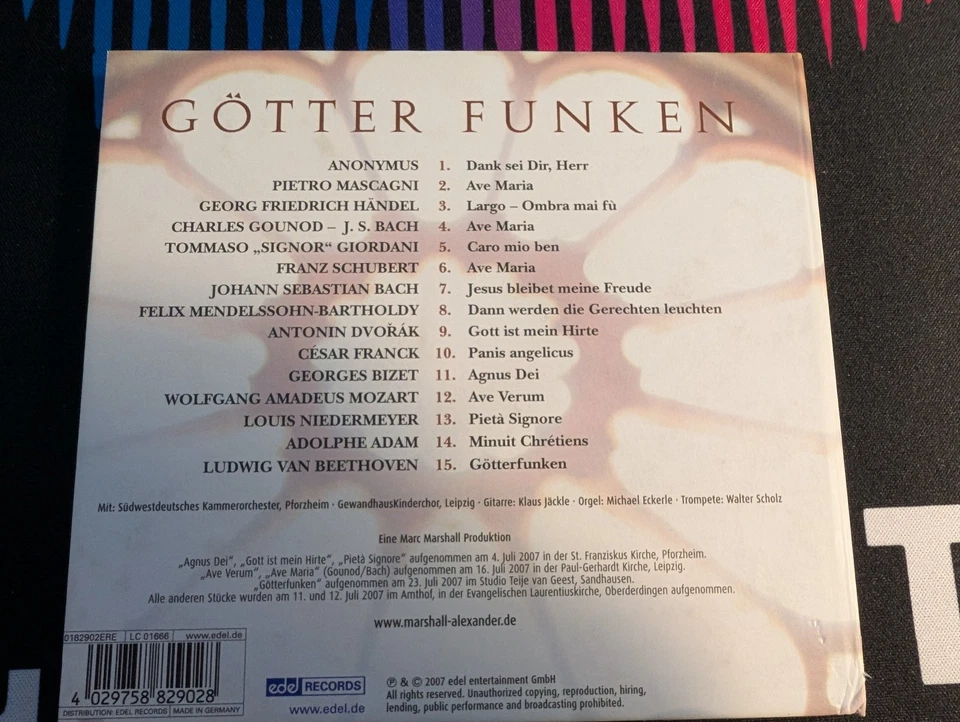 GÖTTER FUNKEN
ANONYMUS 1. Dank sei Dir, Herr
PIETRO MASCAGNI 2. Ave Maria
GEORG FRIEDRICH HÄNDEL 3. Largo – Ombra mai fù
CHARLES GOUNOD – J. S. BACH 4. Ave Maria
TOMMASO „SIGNOR“ GIORDANI 5. Caro mio ben
FRANZ SCHUBERT 6. Ave Maria
JOHANN SEBASTIAN BACH 7. Jesus bleibet meine Freude
FELIX MENDELSSOHN-BARTHOLDY 8. Dann werden die Gerechten leuchten
ANTONIN DVOŘÁK 9. Gott ist mein Hirte
CÉSAR FRANCK 10. Panis angelicus
GEORGES BIZET 11. Agnus Dei
WOLFGANG AMADEUS MOZART 12. Ave Verum
LOUIS NIEDERMEYER 13. Pietà Signore
ADOLPHE ADAM 14. Minuit Chrétiens
LUDWIG VAN BEETHOVEN 15. Götterfunken
Mit: Südwestdeutsches Kammerorchester, Pforzheim · GewandhausKinderchor, Leipzig · Gitarre: Klaus Jäckle · Orgel: Michael Eckerle · Trompete: Walter Scholz
Eine Marc Marshall Produktion
„Agnus Dei“, „Gott ist mein Hirte“, „Pietà Signore“ aufgenommen am 4. Juli 2007 in der St. Franziskus Kirche, Pforzheim.
„Ave Verum“, „Ave Maria“ (Gounod/Bach) aufgenommen am 16. Juli 2007 in der Paul-Gerhardt Kirche, Leipzig.
„Götterfunken“ aufgenommen am 23. Juli 2007 im Studio Teije van Geest, Sandhausen.
Alle anderen Stücke wurden am 11. und 12. Juli 2007 im Amthof, in der Evangelischen Laurentiuskirche, Oberderdingen aufgenommen.
www.marshall-alexander.de
0182902ERE LC 01666 www.edel.de
4 029758 829028
DISTRIBUTION: EDEL RECORDS MADE IN GERMANY
edel RECORDS
www.edel.de
℗ & © 2007 edel entertainment GmbH
All rights reserved. Unauthorized copying, reproduction, hiring,
lending, public performance and broadcasting prohibited.
T